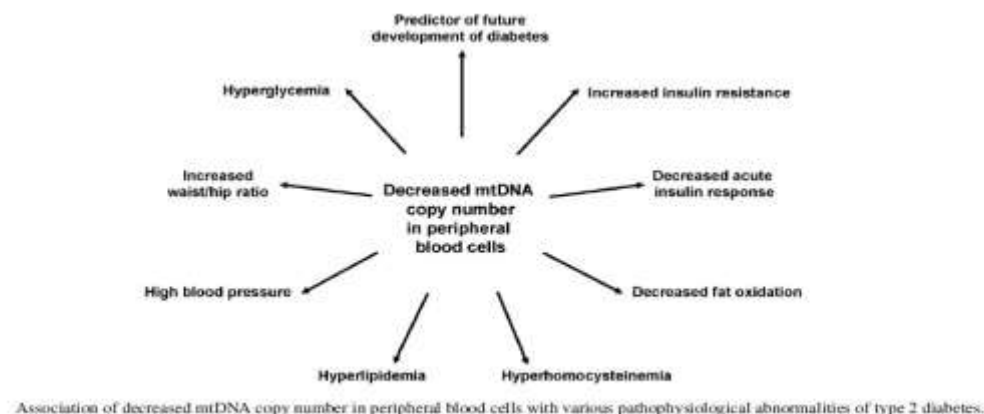 Predictor of future
development of diabetes
Hyperglycemia
Increased insulin resistance
Increased
waist/hip ratio
Decreased mtDNA
copy number
in peripheral
blood cells
Decreased acute
insulin response
High blood pressure
Decreased fat oxidation
Hyperlipidemia
Hyperhomocysteinemia
Association of decreased mtDNA copy number in peripheral blood cells with various pathophysiological abnormalities of type 2 diabetes.